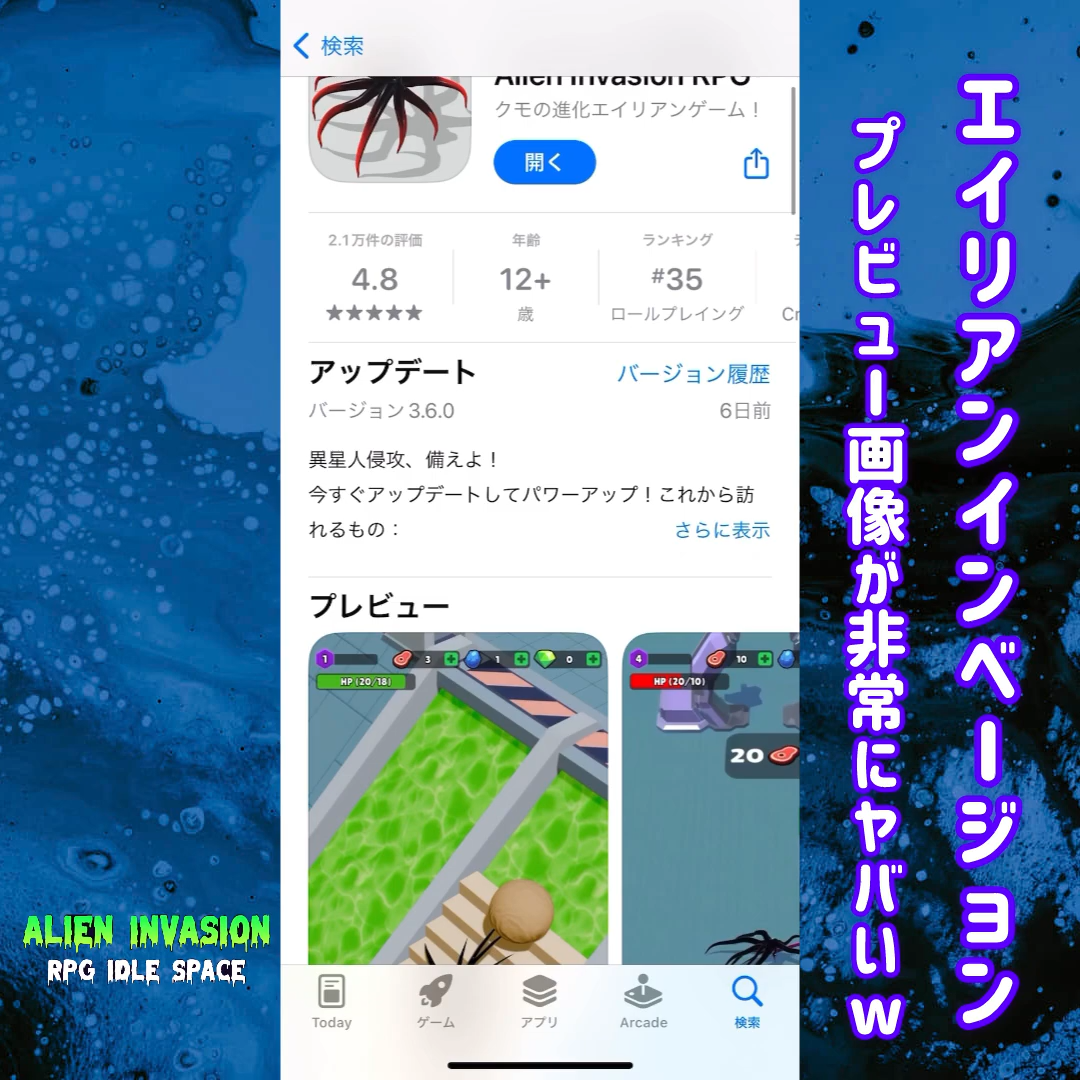 検索
Alien Invasion RPG
クモの進化エイリアンゲーム！
開く
2.1万件の評価
4.8
★★★★★
年齢
12+
歳
ランキング
#35
ロールプレイング
Cr
アップデート
バージョン履歴
バージョン 3.6.0
6日前
異星人侵攻、備えよ！
今すぐアップデートしてパワーアップ！これから訪
れるもの：
さらに表示
プレビュー
1
3
1
0
HP (20/18)
4
10
HP (20/10)
20
Today
ゲーム
アプリ
Arcade
検索
エイリアンインベージョン
プレビュー画像が非常にヤバいw
ALIEN INVASION
RPG IDLE SPACE